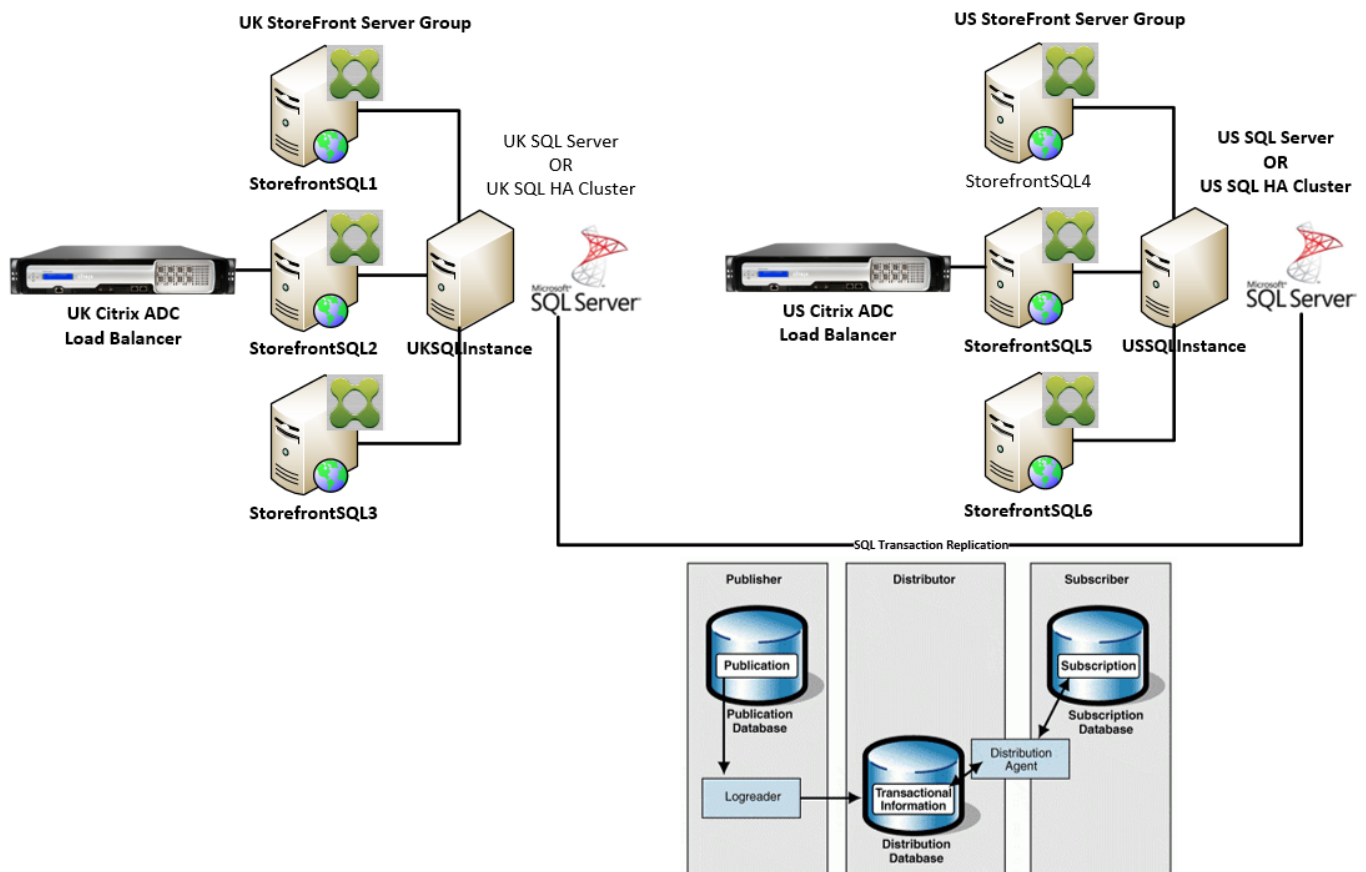 UK StoreFront Server Group
StorefrontSQL1
UK SQL Server
OR
UK SQL HA Cluster
UK Citrix ADC
Load Balancer
StorefrontSQL2
UKSQLInstance
Microsoft®
SQL Server®
StorefrontSQL3
US StoreFront Server Group
StorefrontSQL4
US SQL Server
OR
US SQL HA Cluster
US Citrix ADC
Load Balancer
StorefrontSQL5
USSQLInstance
Microsoft®
SQL Server®
StorefrontSQL6
SQL Transaction Replication
Publisher
Publication
Publication
Database
Logreader
Distributor
Transactional
Information
Distribution
Database
Distribution
Agent
Subscriber
Subscription
Subscription
Database